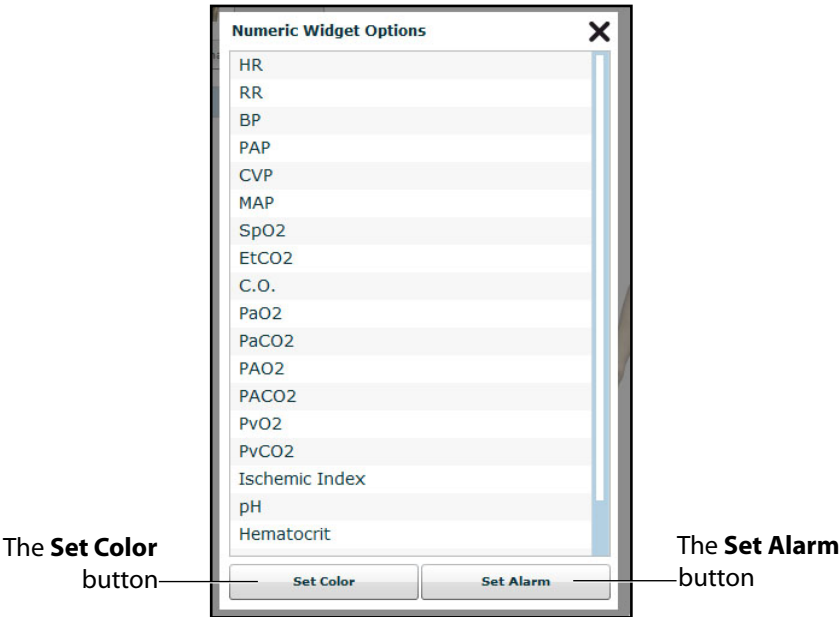 Numeric Widget Options
HR
RR
BP
PAP
CVP
MAP
SpO2
EtCO2
C.O.
PaO2
PaCO2
PAO2
PACO2
PvO2
PvCO2
Ischemic Index
pH
Hematocrit
The Set Color
button
Set Color
Set Alarm
The Set Alarm
button